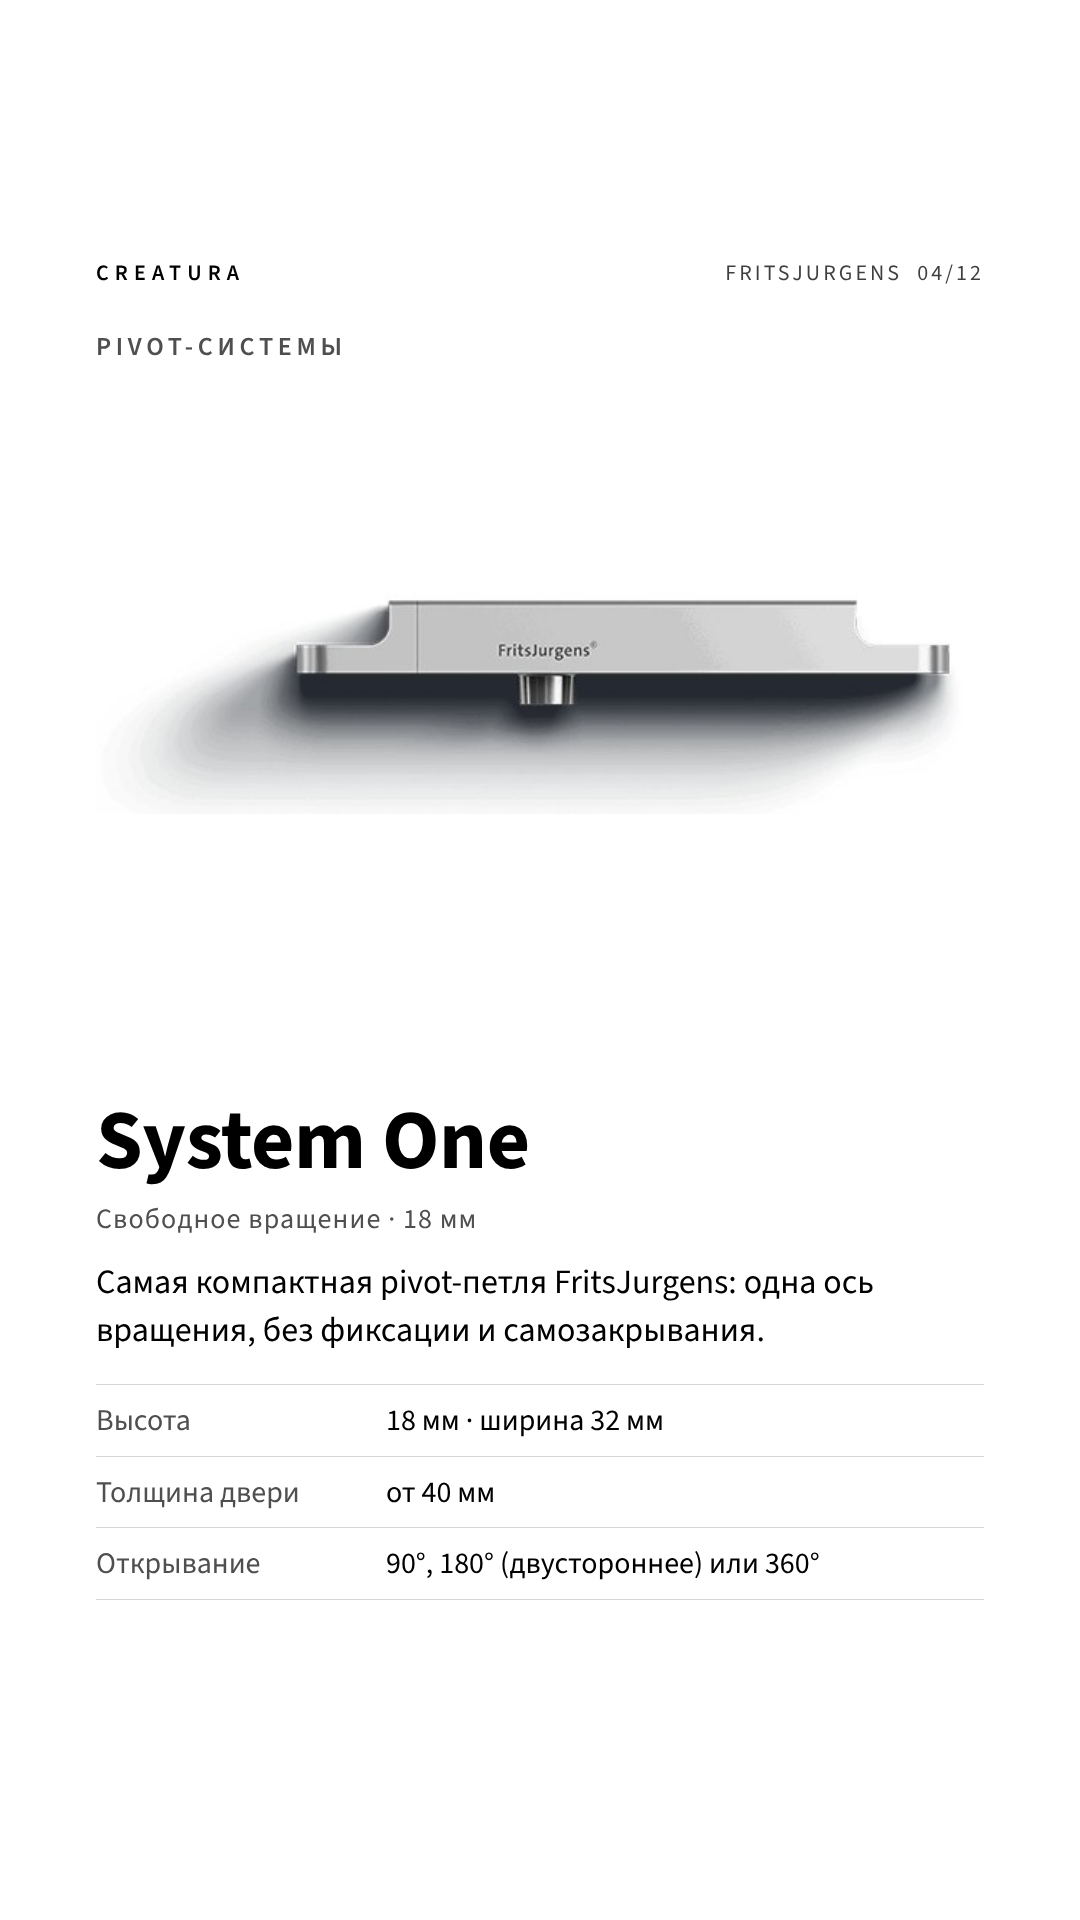 CREATURA
FRITSJURGENS 04/12
PIVOT-СИСТЕМЫ
FritsJurgens®
System One
Свободное вращение · 18 мм
Самая компактная pivot-петля FritsJurgens: одна ось
вращения, без фиксации и самозакрывания.
Высота 18 мм · ширина 32 мм
Толщина двери от 40 мм
Открывание 90°, 180° (двустороннее) или 360°